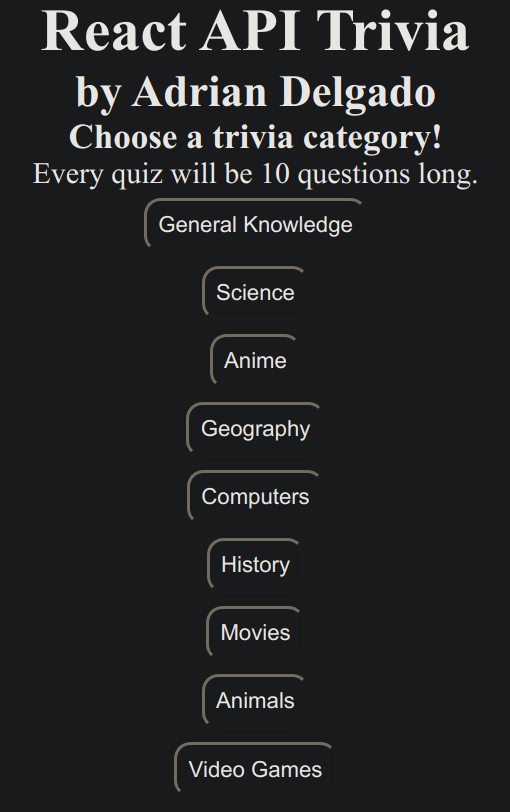 React API Trivia
by Adrian Delgado
Choose a trivia category!
Every quiz will be 10 questions long.
General Knowledge
Science
Anime
Geography
Computers
History
Movies
Animals
Video Games